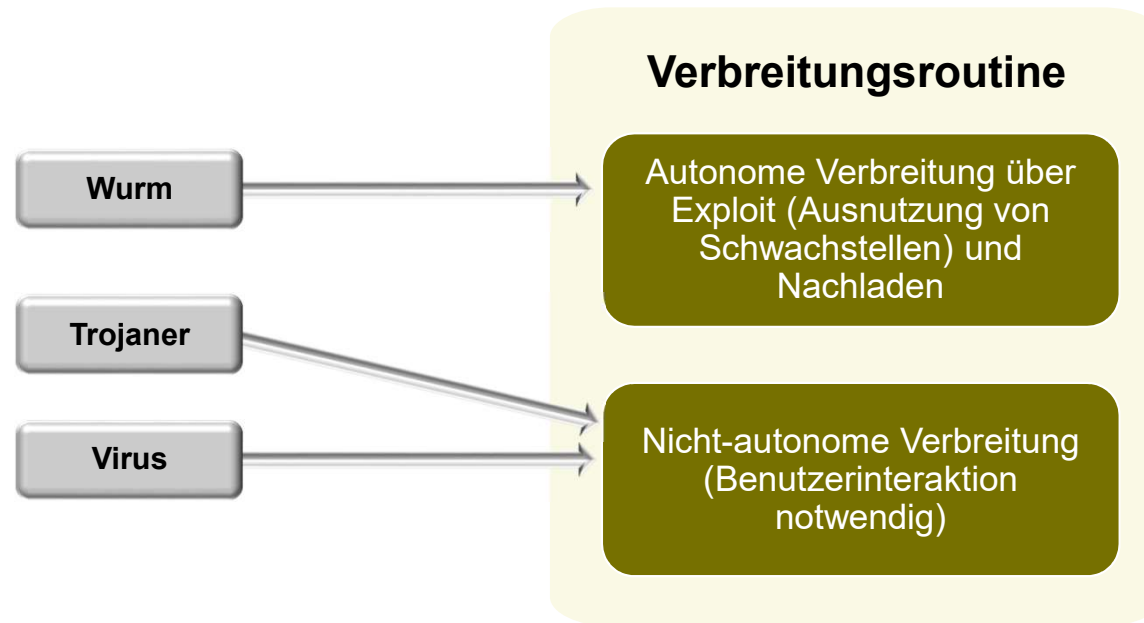 Verbreitungsroutine
Wurm
Autonome Verbreitung über
Exploit (Ausnutzung von
Schwachstellen) und
Nachladen
Trojaner
Virus
Nicht-autonome Verbreitung
(Benutzerinteraktion
notwendig)